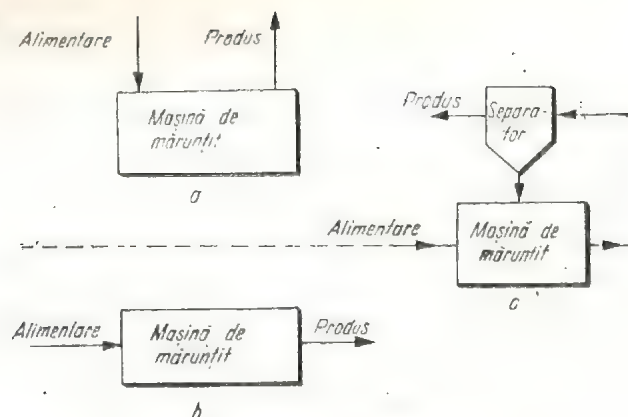 Alimentare
Produs
Mașină de
mărunțit
a
Produs
Separa-
tor
Alimentare
Mașină de
mărunțit
c
Alimentare
Mașină de
mărunțit
Produs
b